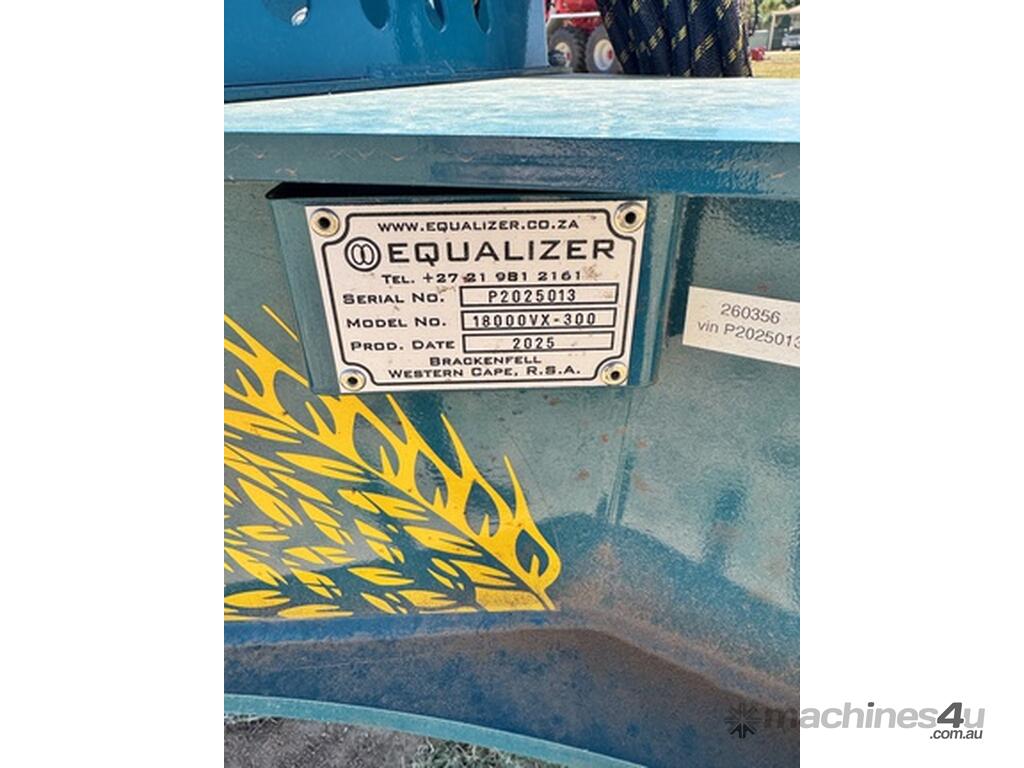 WWW.EQUALIZER.CO.ZA
EQUALIZER
TEL. +27 21 981 2161
SERIAL NO. P2025013
MODEL NO. 18000VX-300
PROD. DATE 2025
BRACKENFELL
WESTERN CAPE, R.S.A.
260356
vin P2025013
machines4u
.com.au